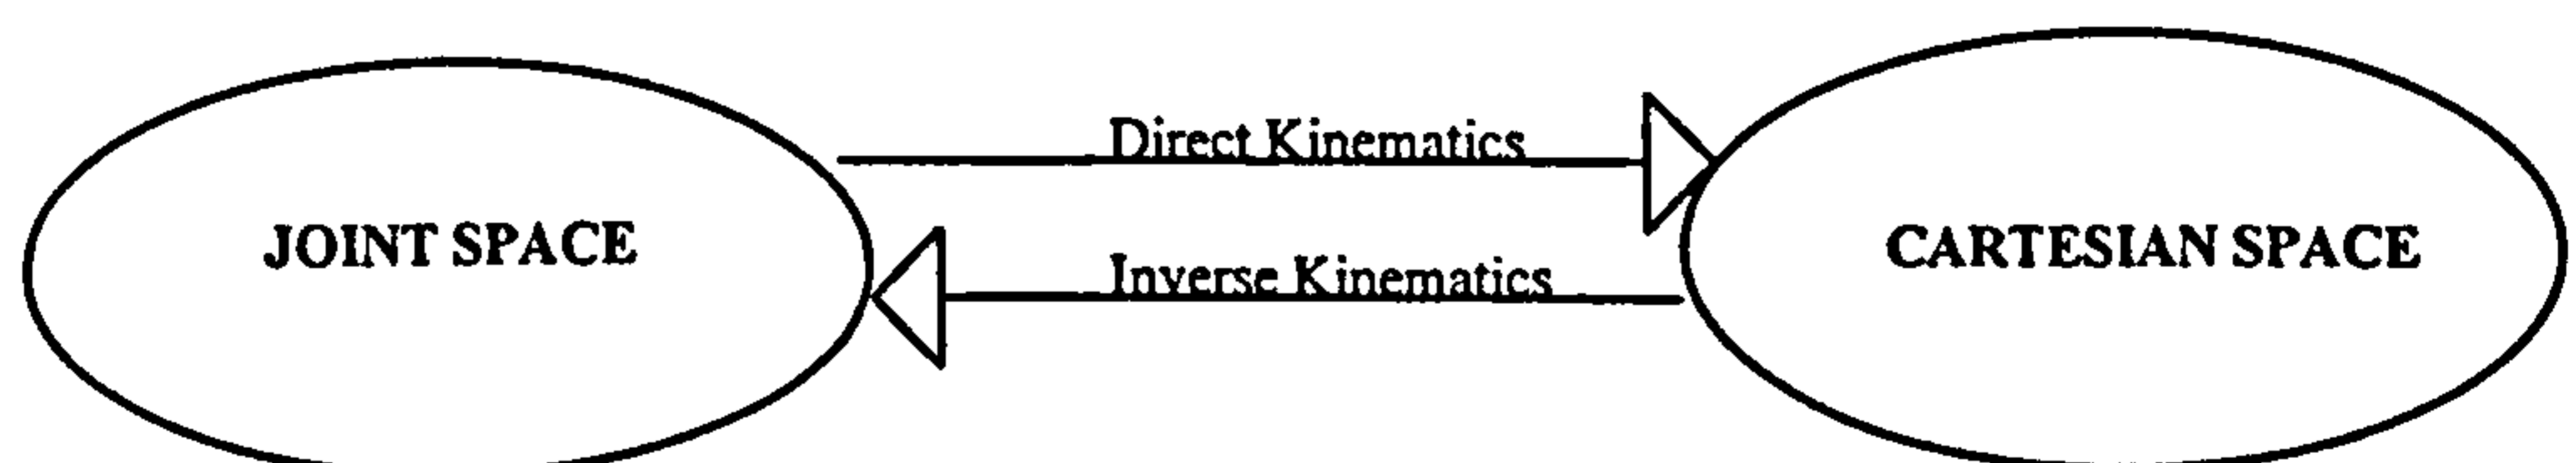 Direct Kinematics
JOINT SPACE
CARTESIAN SPACE
Inverse Kinematics